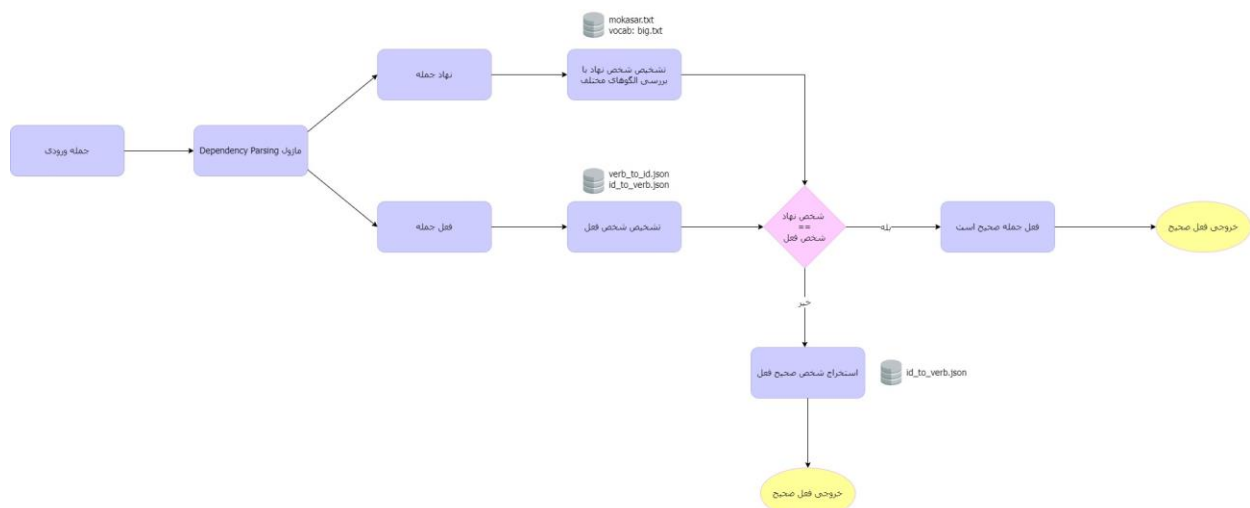 mokasar.txt
vocab: big.txt
نهاد جمله
تشخیص شخص نهاد با
بررسی الگوهای مختلف
جمله ورودی
ماژول Dependency Parsing
verb_to_id.json
id_to_verb.json
فعل جمله
تشخیص شخص فعل
شخص نهاد
==
شخص فعل
بله
فعل جمله صحیح است
خروجی فعل صحیح
خیر
استخراج شخص صحیح فعل
id_to_verb.json
خروجی فعل صحیح